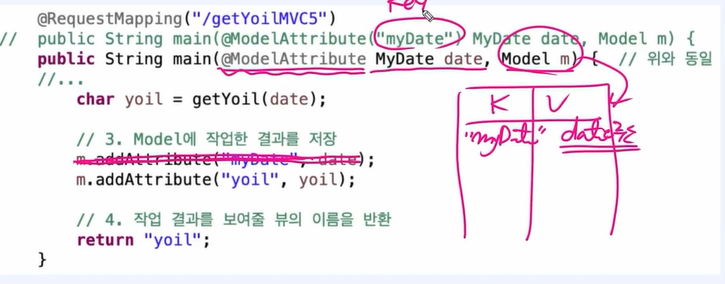 Key
@RequestMapping("/getYoilMVC5")
// public String main(@ModelAttribute("myDate") MyDate date, Model m) {
public String main(@ModelAttribute MyDate date, Model m) { // 위와 동일
//...
char yoil = getYoil(date);
K V
"myDate" date객체
// 3. Model에 작업한 결과를 저장
m.addAttribute("myDate", date);
m.addAttribute("yoil", yoil);
// 4. 작업 결과를 보여줄 뷰의 이름을 반환
return "yoil";
}